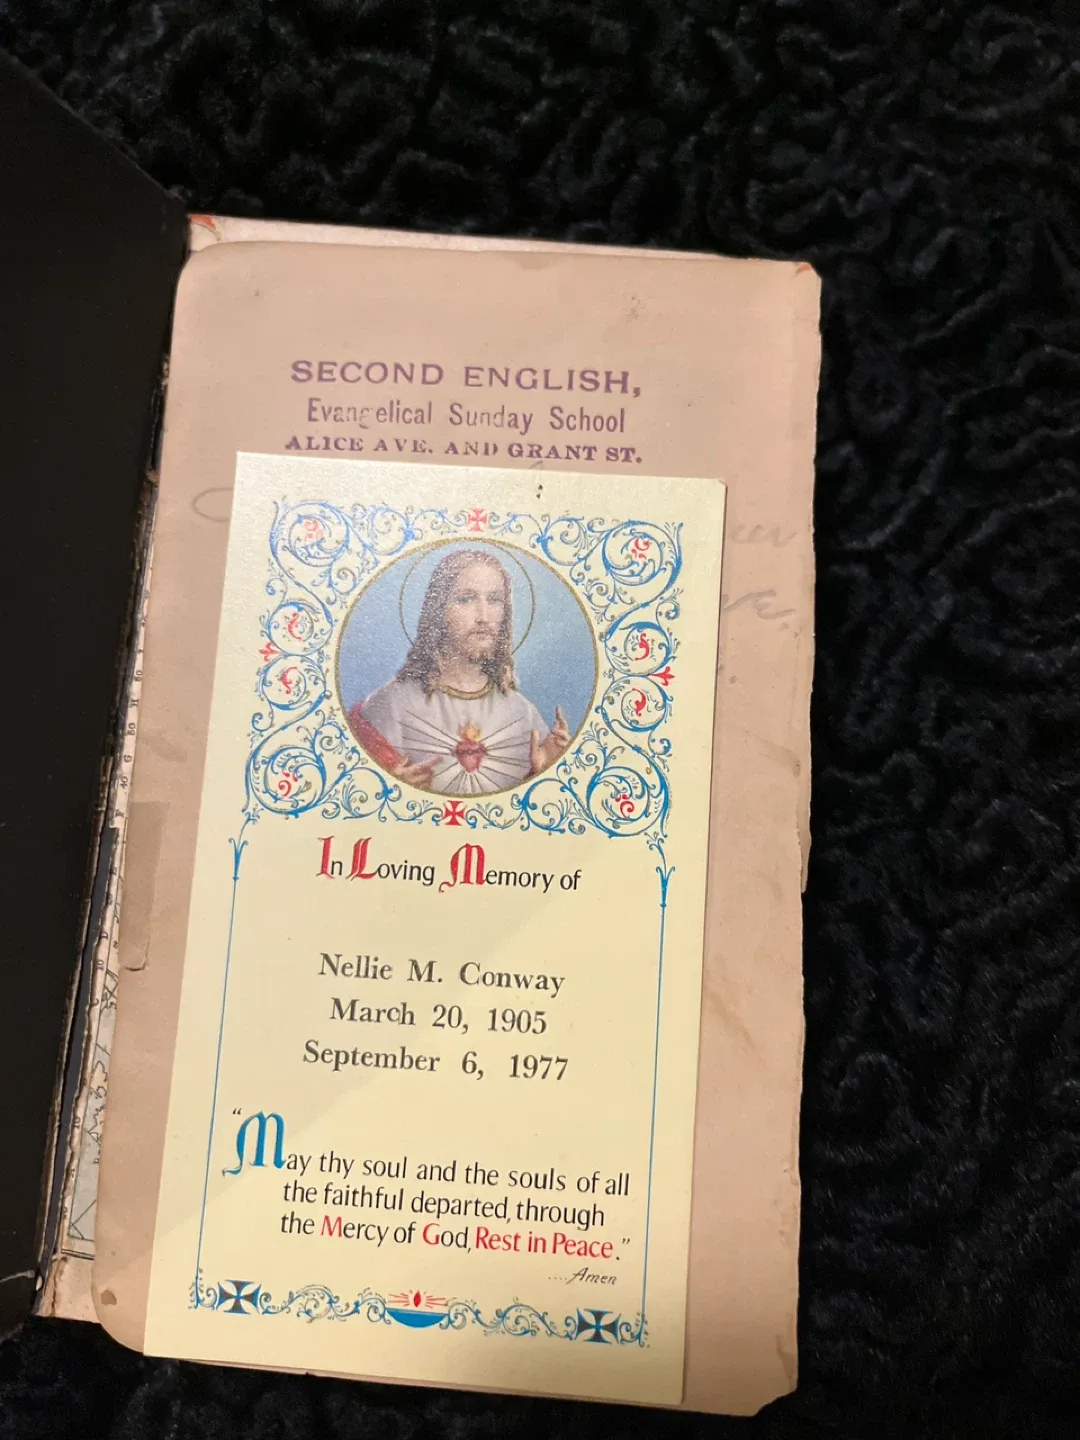 SECOND ENGLISH,
Evangelical Sunday School
ALICE AVE. AND GRANT ST.
In Loving Memory of
Nellie M. Conway
March 20, 1905
September 6, 1977
"May thy soul and the souls of all
the faithful departed, through
the Mercy of God, Rest in Peace."
....Amen